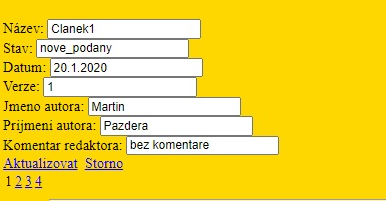 Název: Clanek1
Stav: nove_podany
Datum: 20.1.2020
Verze: 1
Jmeno autora: Martin
Prijmeni autora: Pazdera
Komentar redaktora: bez komentare
Aktualizovat Storno
1 2 3 4